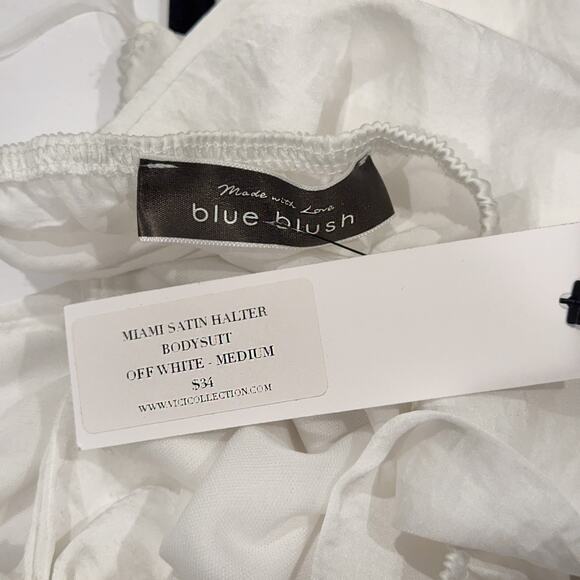 Made with Love
blue blush
MIAMI SATIN HALTER
BODYSUIT
OFF WHITE - MEDIUM
$34
WWW.VICICOLLECTION.COM